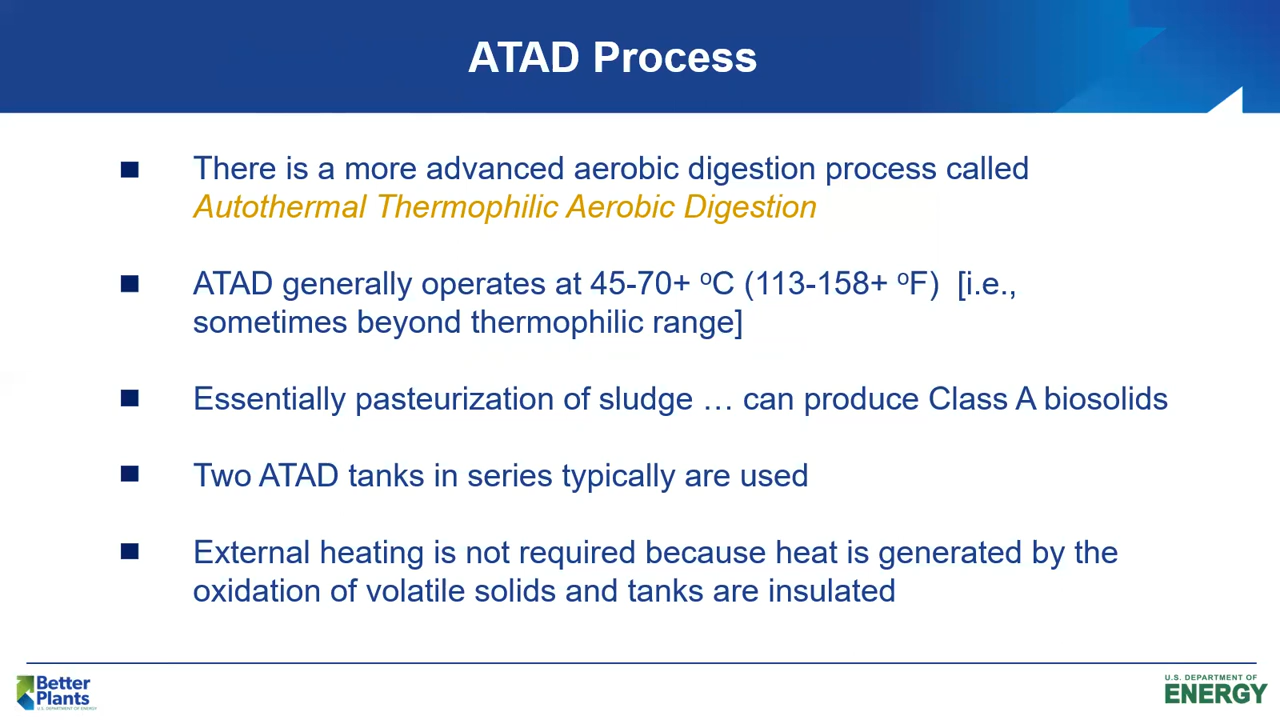 ATAD Process
■ There is a more advanced aerobic digestion process called
Autothermal Thermophilic Aerobic Digestion
■ ATAD generally operates at 45-70+ ºC (113-158+ ºF) [i.e.,
sometimes beyond thermophilic range]
■ Essentially pasteurization of sludge … can produce Class A biosolids
■ Two ATAD tanks in series typically are used
■ External heating is not required because heat is generated by the
oxidation of volatile solids and tanks are insulated
Better
Plants
U.S. DEPARTMENT OF ENERGY
U.S. DEPARTMENT OF
ENERGY